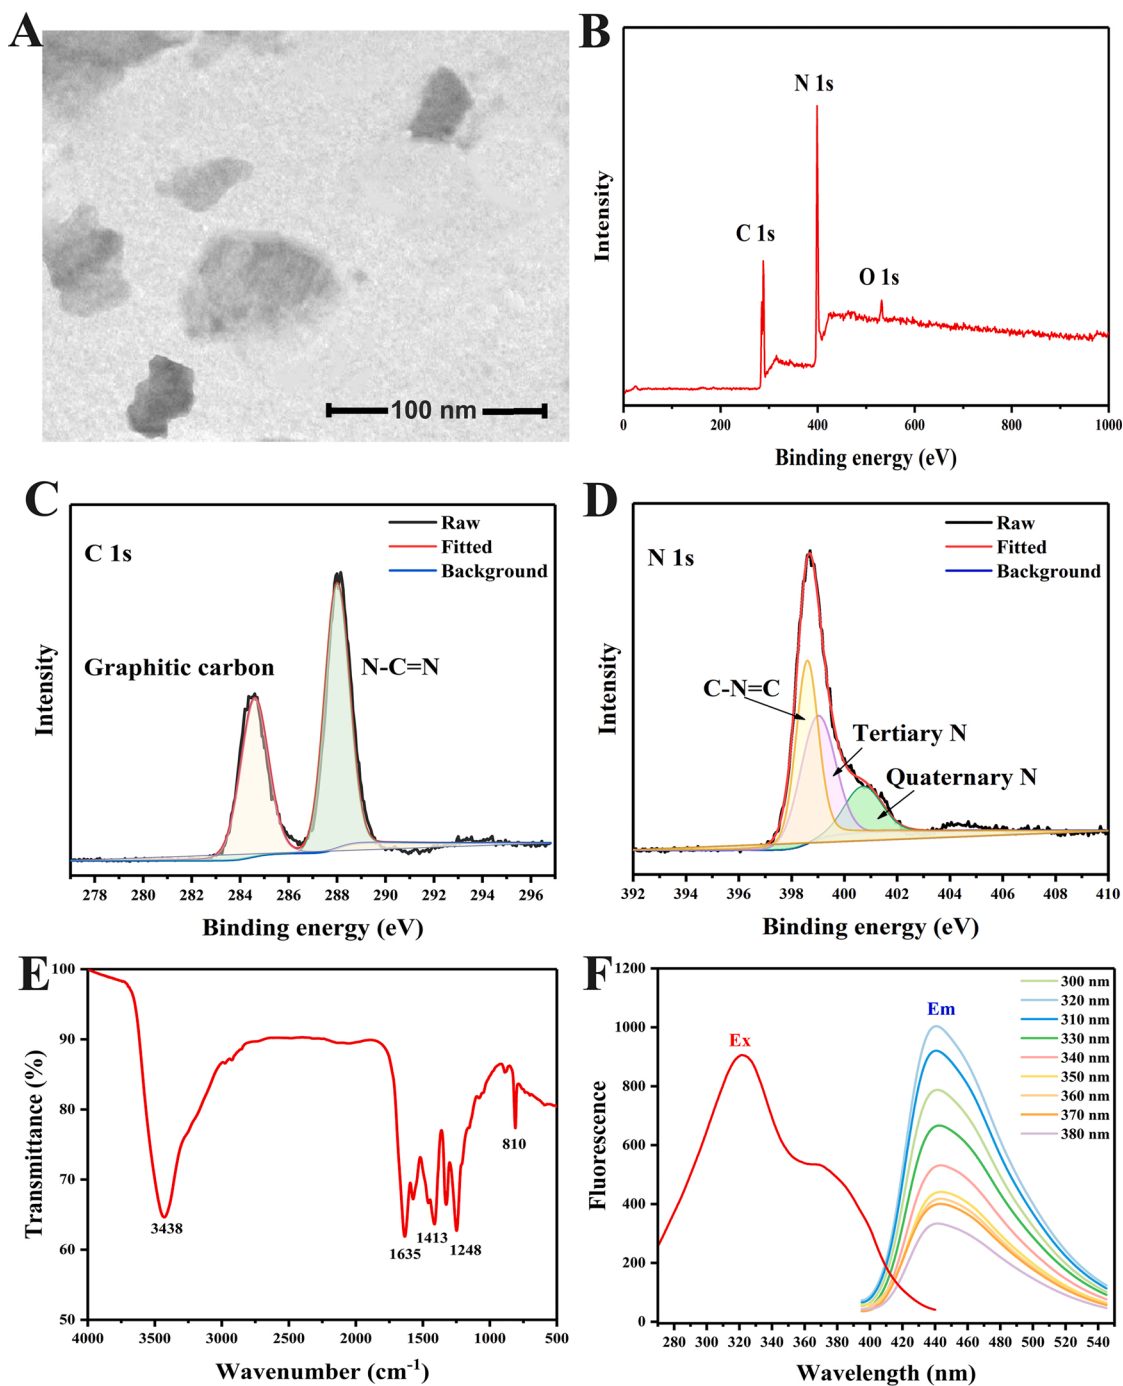 A
100 nm
B
N 1s
C 1s
O 1s
Intensity
0 200 400 600 800 1000
Binding energy (eV)
C
C 1s
Raw
Fitted
Background
Graphitic carbon
N-C=N
Intensity
278 280 282 284 286 288 290 292 294 296
Binding energy (eV)
D
N 1s
Raw
Fitted
Background
C-N=C
Tertiary N
Quaternary N
Intensity
392 394 396 398 400 402 404 406 408 410
Binding energy (eV)
E
100
90
80
70
60
50
Transmittance (%)
3438
1635
1413
1248
810
4000 3500 3000 2500 2000 1500 1000 500
Wavenumber (cm-1)
F
1200
1000
800
600
400
200
0
Fluorescence
Ex
Em
300 nm
320 nm
310 nm
330 nm
340 nm
350 nm
360 nm
370 nm
380 nm
280 300 320 340 360 380 400 420 440 460 480 500 520 540
Wavelength (nm)